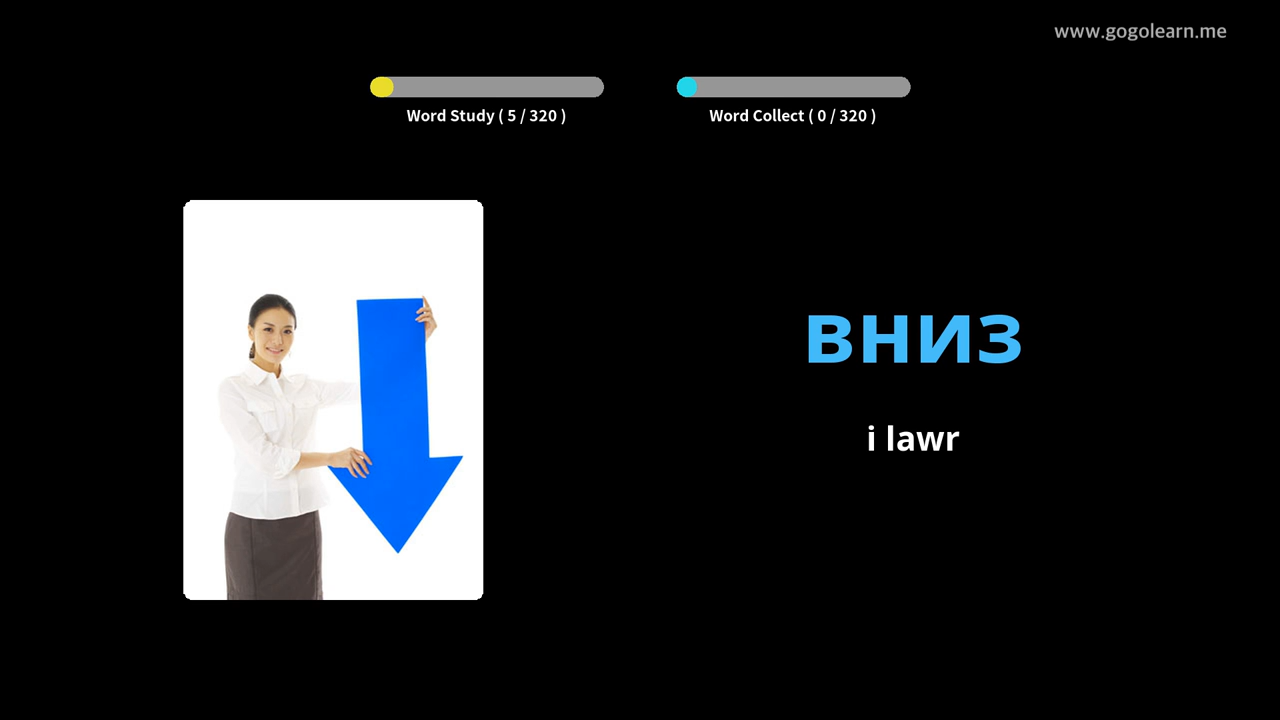 www.gogolearn.me
Word Study ( 5 / 320 )
Word Collect ( 0 / 320 )
вниз
i lawr